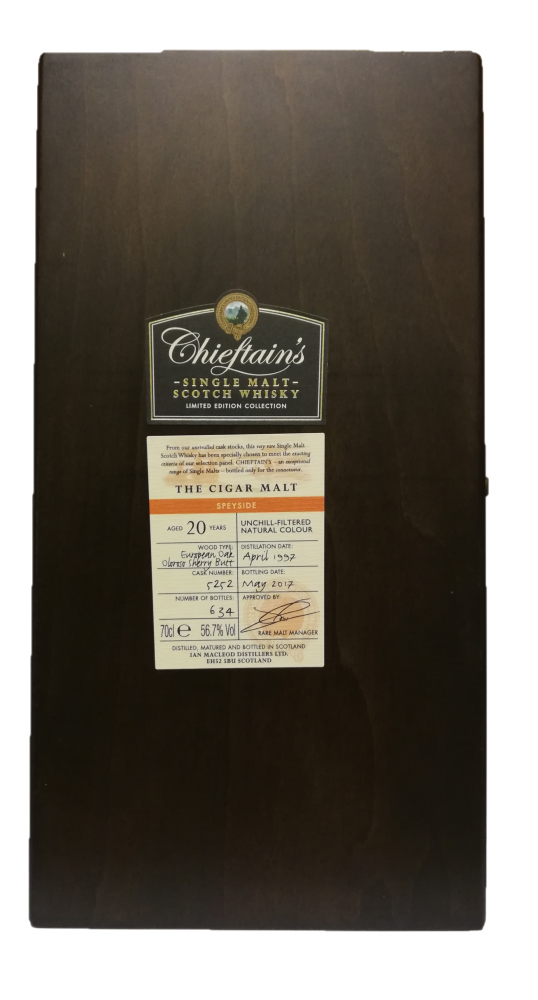 Chieftain's
- SINGLE MALT -
SCOTCH WHISKY
LIMITED EDITION COLLECTION
From our unrivalled cask stocks, this very rare Single Malt
Scotch Whisky has been specially chosen to meet the exacting
criteria of our selection panel. CHIEFTAIN'S – an exceptional
range of Single Malts – bottled only for the connoisseur.
THE CIGAR MALT
SPEYSIDE
AGED 20 YEARS
UNCHILL-FILTERED
NATURAL COLOUR
WOOD TYPE:
European Oak
Oloroso Sherry Butt
DISTILLATION DATE:
April 1997
CASK NUMBER:
5252
BOTTLING DATE:
May 2017
NUMBER OF BOTTLES:
634
APPROVED BY:
70cl e 56.7% Vol
RARE MALT MANAGER
DISTILLED, MATURED AND BOTTLED IN SCOTLAND
IAN MACLEOD DISTILLERS LTD.
EH52 5BU SCOTLAND